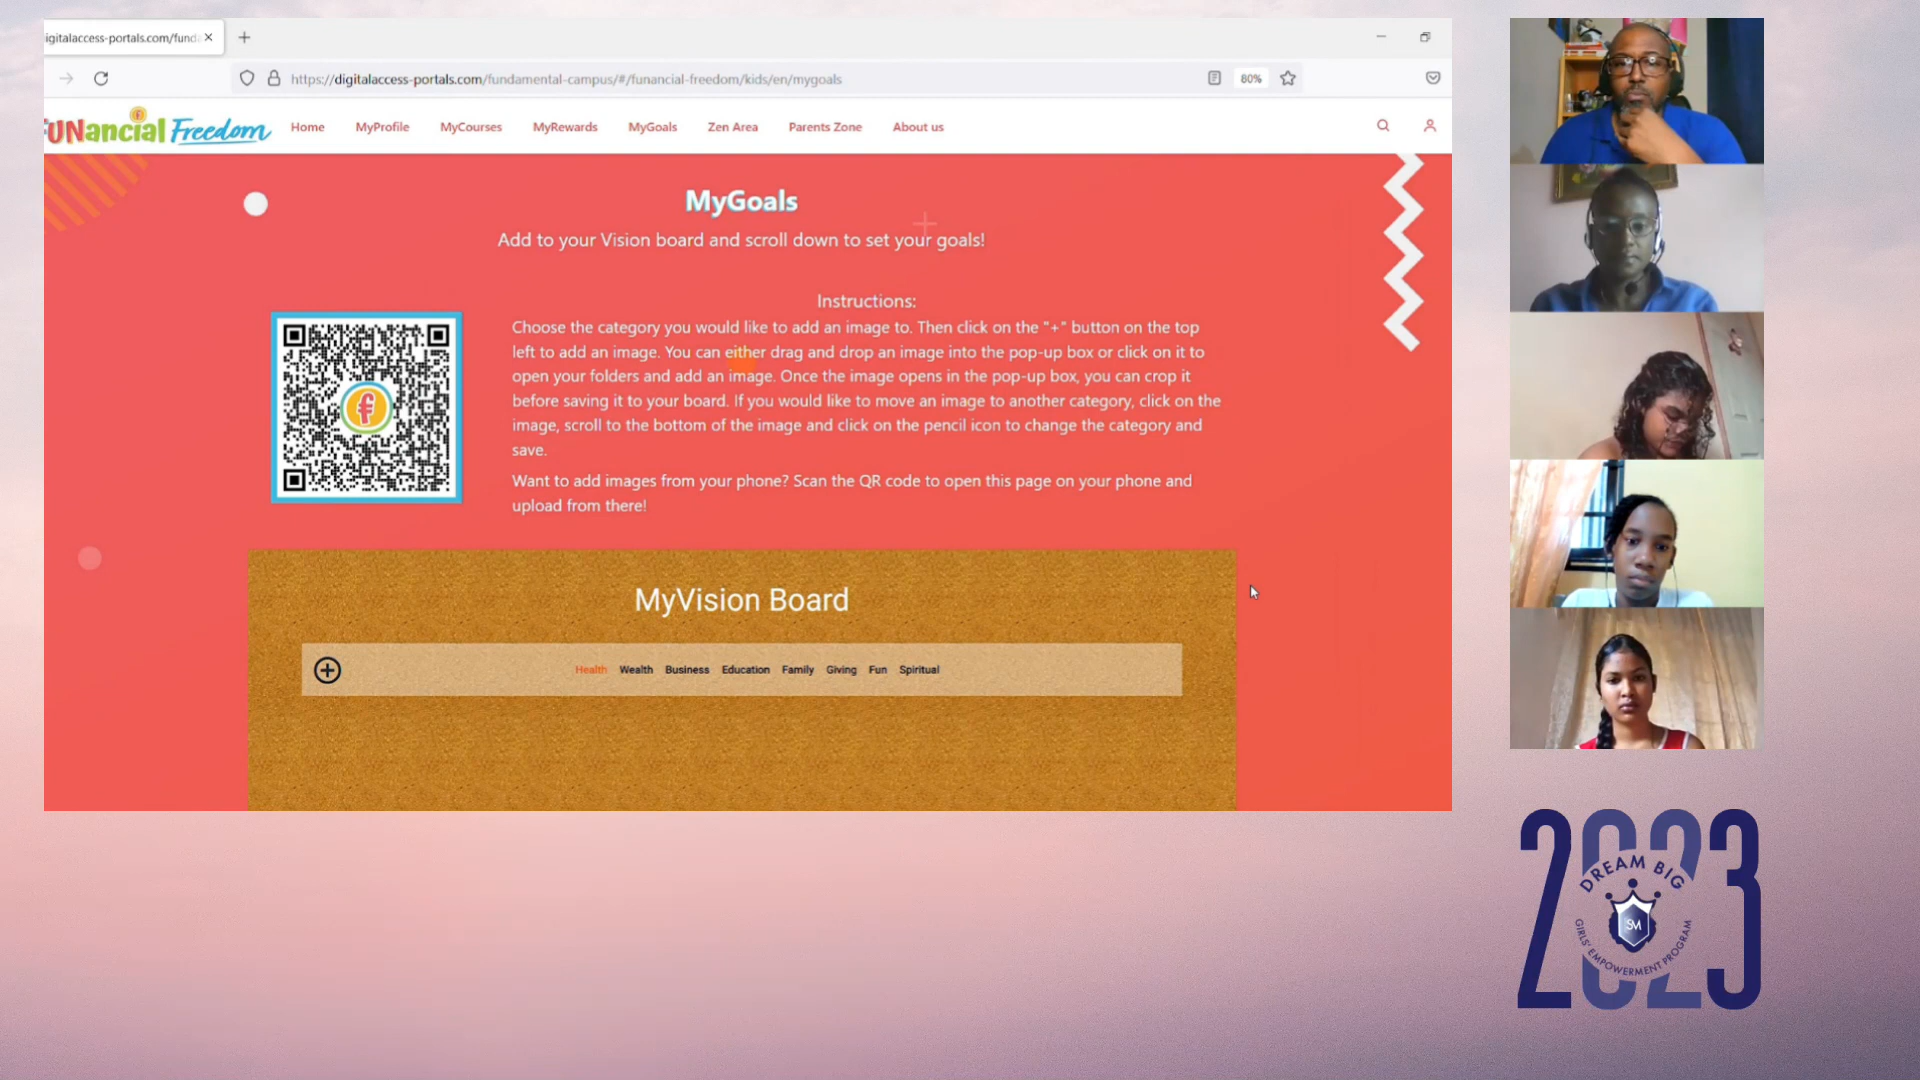 igitalaccess-portals.com/fund
https://digitalaccess-portals.com/fundamental-campus/#/funancial-freedom/kids/en/mygoals
80%
FUNancial Freedom
Home MyProfile MyCourses MyRewards MyGoals Zen Area Parents Zone About us
MyGoals
Add to your Vision board and scroll down to set your goals!
Instructions:
Choose the category you would like to add an image to. Then click on the "+" button on the top
left to add an image. You can either drag and drop an image into the pop-up box or click on it to
open your folders and add an image. Once the image opens in the pop-up box, you can crop it
before saving it to your board. If you would like to move an image to another category, click on the
image, scroll to the bottom of the image and click on the pencil icon to change the category and
save.
Want to add images from your phone? Scan the QR code to open this page on your phone and
upload from there!
MyVision Board
Health Wealth Business Education Family Giving Fun Spiritual
2023
DREAM BIG
SM
GIRLS' EMPOWERMENT PROGRAM